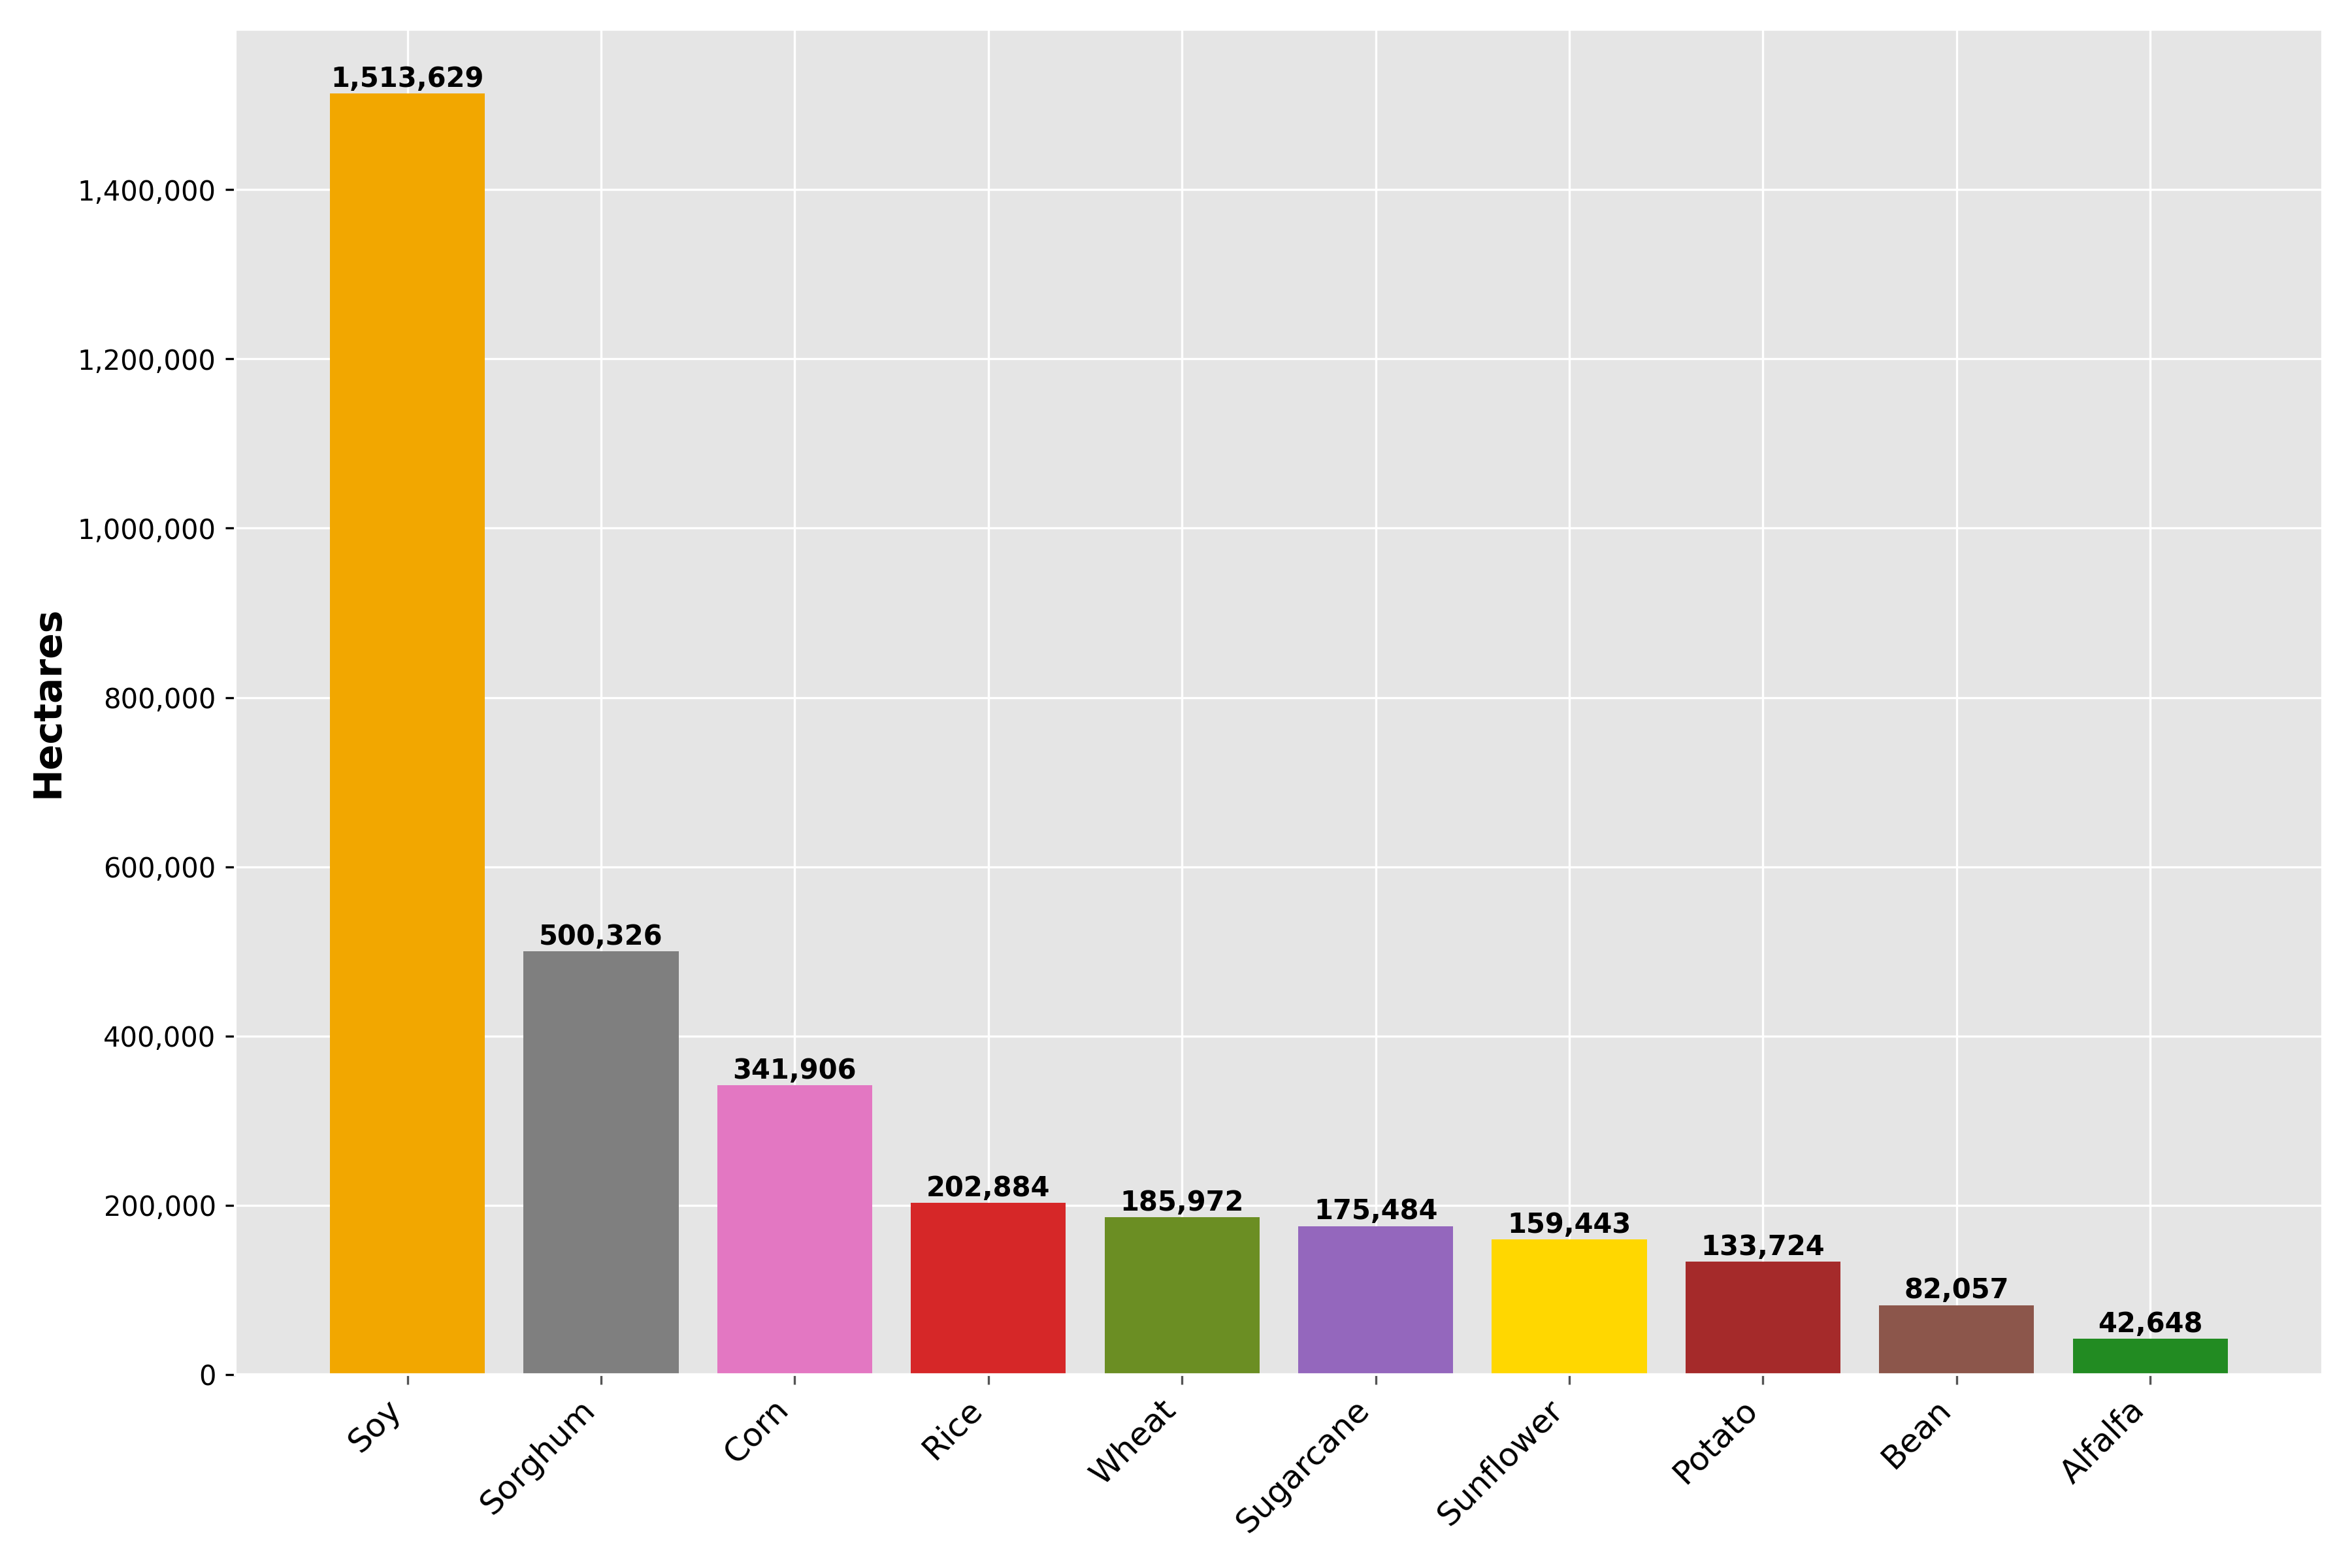 1,513,629
1,400,000
1,200,000
1,000,000
Hectares
800,000
600,000
500,326
400,000
341,906
202,884
185,972
175,484
159,443
133,724
82,057
42,648
200,000
0
Soy
Sorghum
Corn
Rice
Wheat
Sugarcane
Sunflower
Potato
Bean
Alfalfa